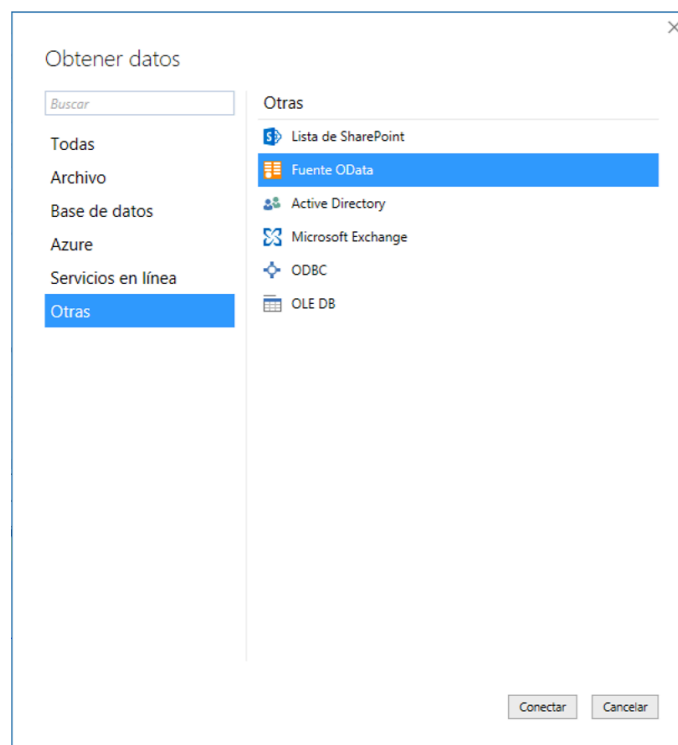 Obtener datos
Buscar
Todas
Archivo
Base de datos
Azure
Servicios en línea
Otras
Otras
Lista de SharePoint
Fuente OData
Active Directory
Microsoft Exchange
ODBC
OLE DB
Conectar
Cancelar